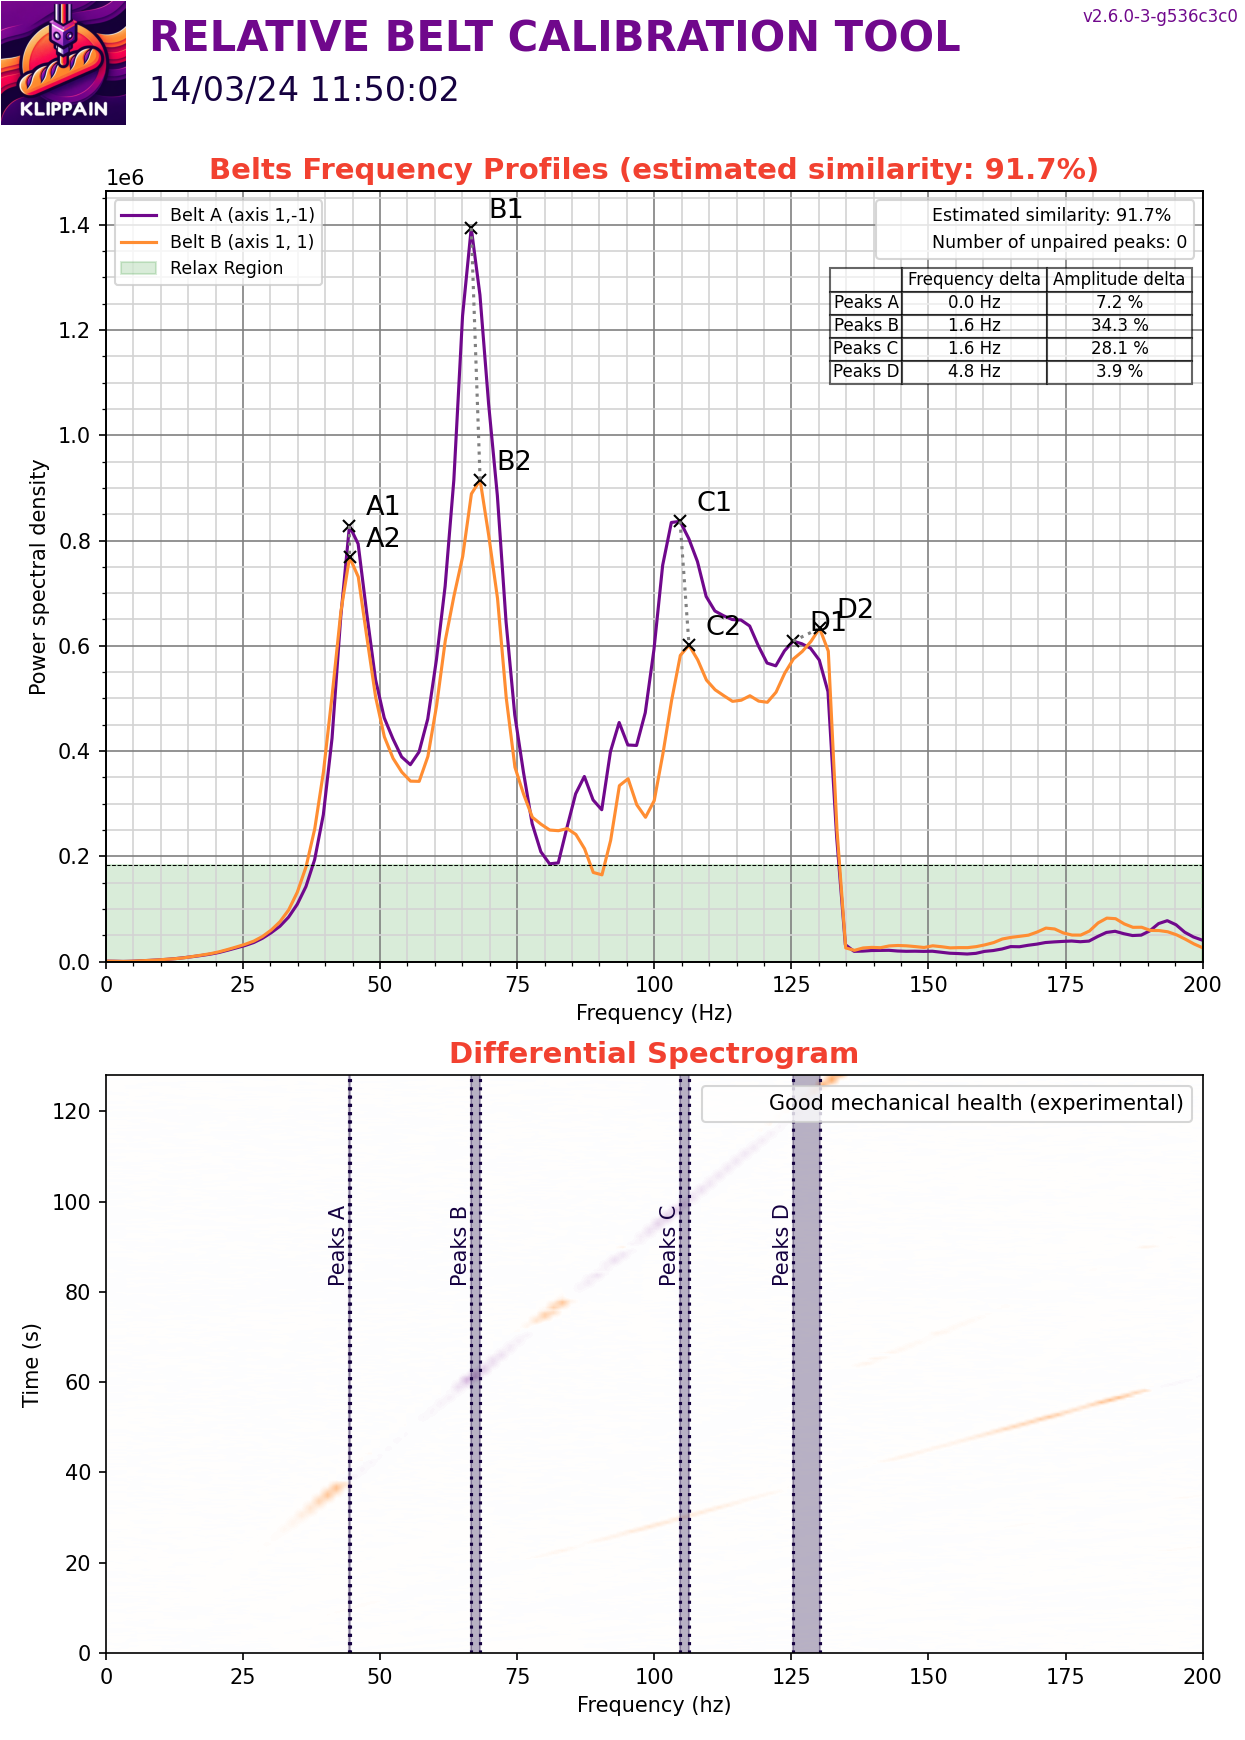 KLIPPAIN
RELATIVE BELT CALIBRATION TOOL
v2.6.0-3-g536c3c0
14/03/24 11:50:02
Belts Frequency Profiles (estimated similarity: 91.7%)
1e6
Belt A (axis 1,-1)
Belt B (axis 1, 1)
Relax Region
Estimated similarity: 91.7%
Number of unpaired peaks: 0
Frequency delta Amplitude delta
Peaks A 0.0 Hz 7.2 %
Peaks B 1.6 Hz 34.3 %
Peaks C 1.6 Hz 28.1 %
Peaks D 4.8 Hz 3.9 %
B1
B2
A1
A2
C1
C2
D1
D2
1.4
1.2
1.0
0.8
0.6
0.4
0.2
0.0
Power spectral density
0 25 50 75 100 125 150 175 200
Frequency (Hz)
Differential Spectrogram
Good mechanical health (experimental)
Peaks A
Peaks B
Peaks C
Peaks D
120
100
80
60
40
20
0
Time (s)
0 25 50 75 100 125 150 175 200
Frequency (hz)